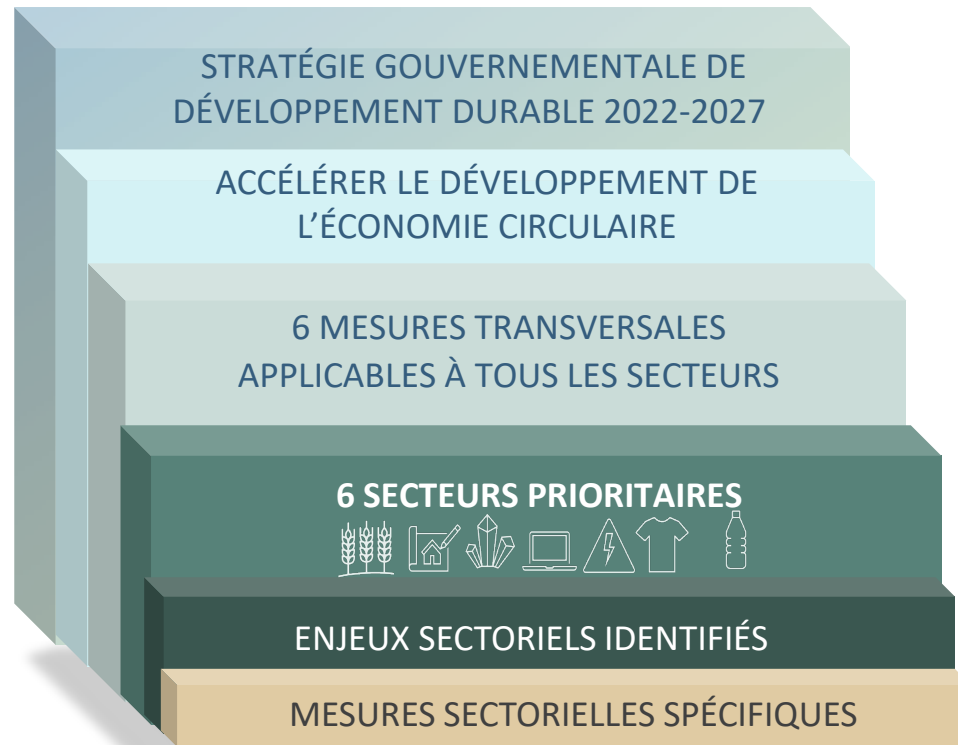 STRATÉGIE GOUVERNEMENTALE DE
DÉVELOPPEMENT DURABLE 2022-2027
ACCÉLÉRER LE DÉVELOPPEMENT DE
L’ÉCONOMIE CIRCULAIRE
6 MESURES TRANSVERSALES
APPLICABLES À TOUS LES SECTEURS
6 SECTEURS PRIORITAIRES
ENJEUX SECTORIELS IDENTIFIÉS
MESURES SECTORIELLES SPÉCIFIQUES